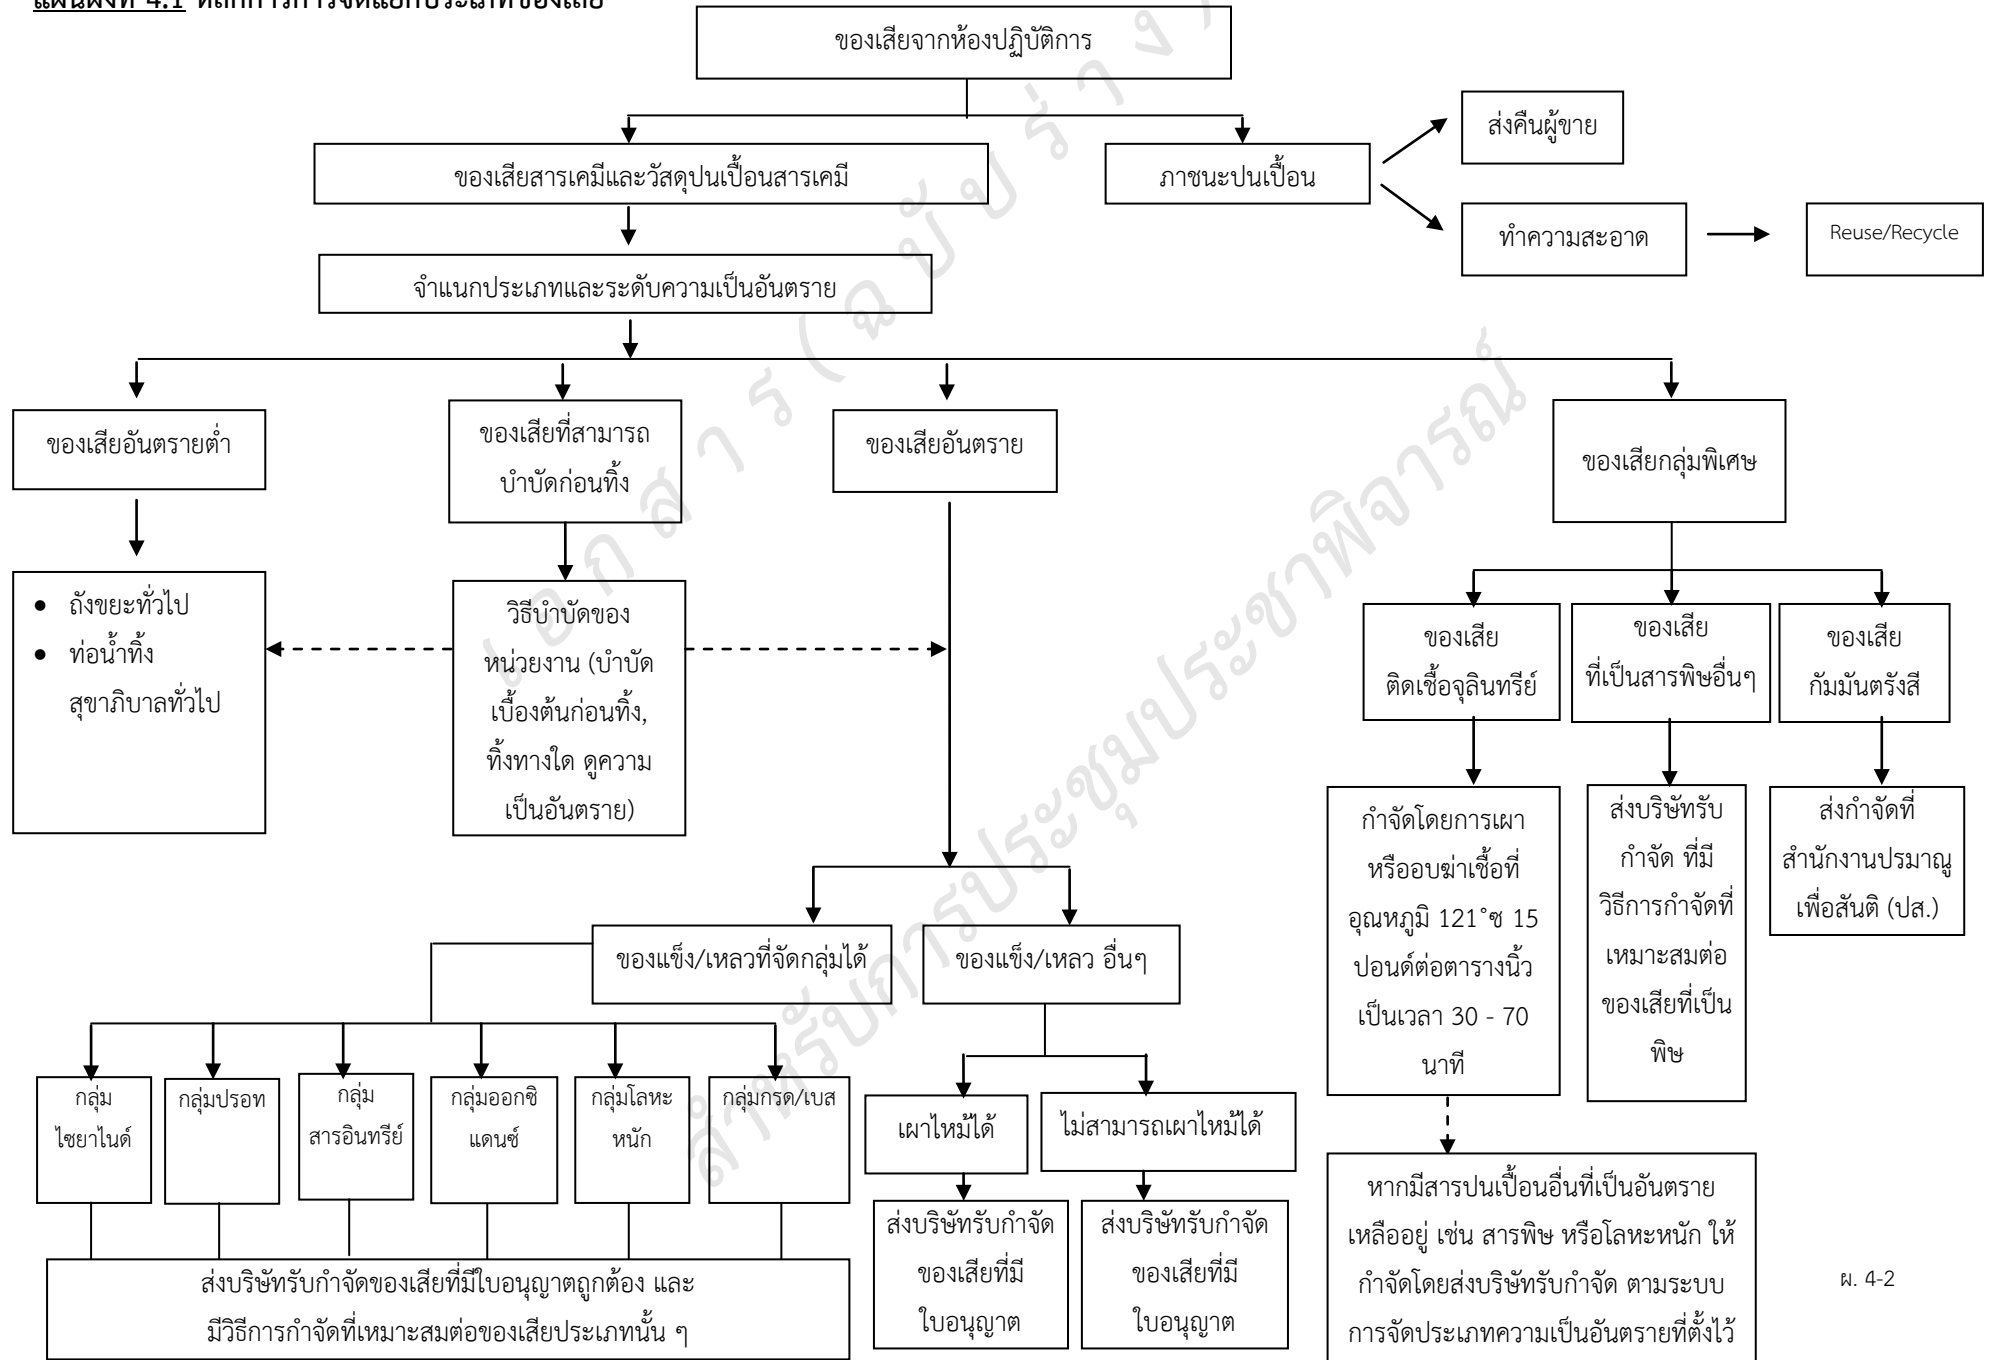 แผนผังที่ 4.1 หลักการการจัดแยกประเภทของเสีย
ของเสียจากห้องปฏิบัติการ
ส่งคืนผู้ขาย
ของเสียสารเคมีและวัสดุปนเปื้อนสารเคมี
ภาชนะปนเปื้อน
ทำความสะอาด
Reuse/Recycle
จำแนกประเภทและระดับความเป็นอันตราย
ของเสียอันตรายต่ำ
ของเสียที่สามารถ
บำบัดก่อนทิ้ง
ของเสียอันตราย
ของเสียกลุ่มพิเศษ
• ถังขยะทั่วไป
• ท่อน้ำทิ้ง
สุขาภิบาลทั่วไป
วิธีบำบัดของ
หน่วยงาน (บำบัด
เบื้องต้นก่อนทิ้ง,
ทิ้งทางใด ดูความ
เป็นอันตราย)
ของเสีย
ติดเชื้อจุลินทรีย์
ของเสีย
ที่เป็นสารพิษอื่นๆ
ของเสีย
กัมมันตรังสี
กำจัดโดยการเผา
หรืออบฆ่าเชื้อที่
อุณหภูมิ 121°ซ 15
ปอนด์ต่อตารางนิ้ว
เป็นเวลา 30 - 70
นาที
ส่งบริษัทรับ
กำจัด ที่มี
วิธีการกำจัดที่
เหมาะสมต่อ
ของเสียที่เป็น
พิษ
ส่งกำจัดที่
สำนักงานปรมาณู
เพื่อสันติ (ปส.)
ของแข็ง/เหลวที่จัดกลุ่มได้
ของแข็ง/เหลว อื่นๆ
กลุ่ม
ไซยาไนด์
กลุ่มปรอท
กลุ่ม
สารอินทรีย์
กลุ่มออกซิ
แดนซ์
กลุ่มโลหะ
หนัก
กลุ่มกรด/เบส
เผาไหม้ได้
ไม่สามารถเผาไหม้ได้
ส่งบริษัทรับกำจัดของเสียที่มีใบอนุญาตถูกต้อง และ
มีวิธีการกำจัดที่เหมาะสมต่อของเสียประเภทนั้น ๆ
ส่งบริษัทรับกำจัด
ของเสียที่มี
ใบอนุญาต
ส่งบริษัทรับกำจัด
ของเสียที่มี
ใบอนุญาต
หากมีสารปนเปื้อนอื่นที่เป็นอันตราย
เหลืออยู่ เช่น สารพิษ หรือโลหะหนัก ให้
กำจัดโดยส่งบริษัทรับกำจัด ตามระบบ
การจัดประเภทความเป็นอันตรายที่ตั้งไว้
ผ. 4-2
เอกสาร(ฉบับร่าง)
สำหรับการประชุมประชาพิจารณ์